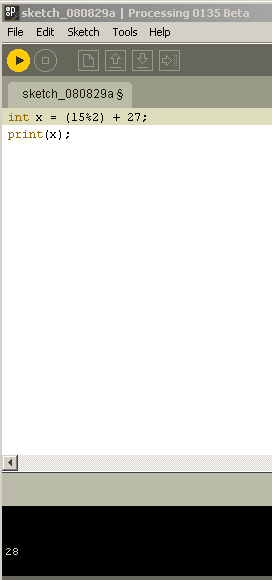 sketch_080829a | Processing 0135 Beta
File Edit Sketch Tools Help
sketch_080829a §
int x = (15%2) + 27;
print(x);
28